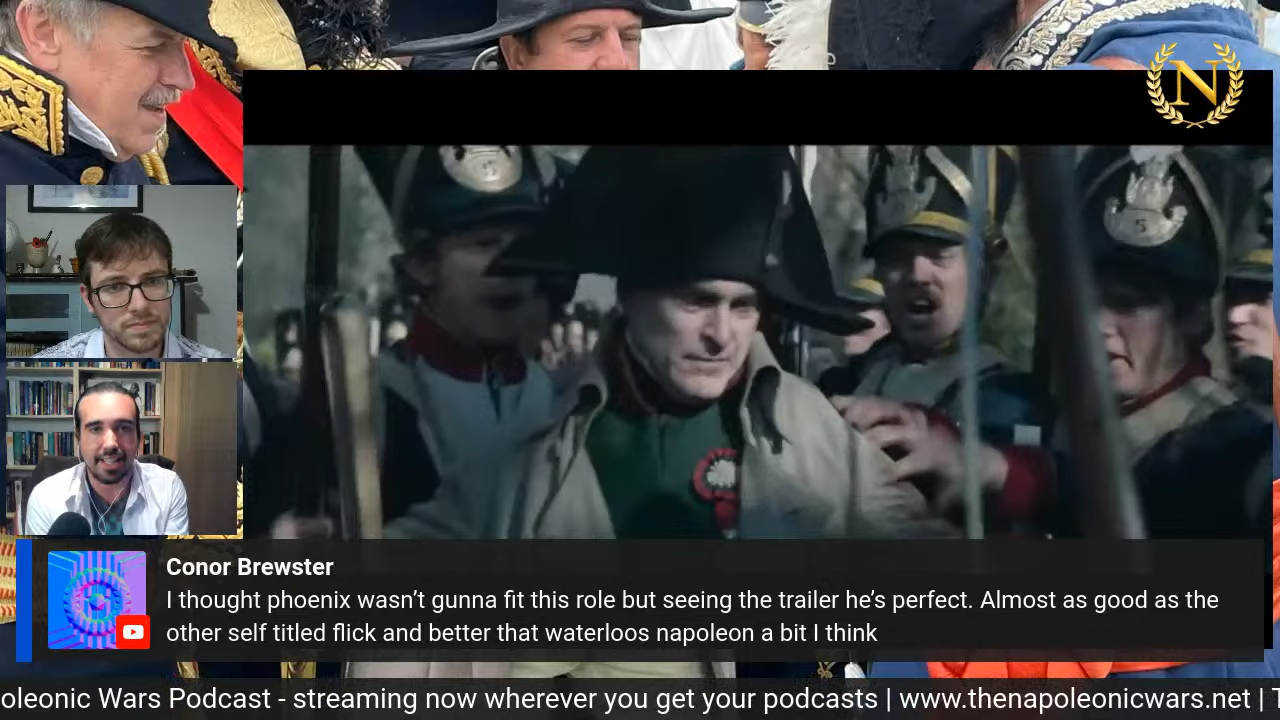 N
5
5
Conor Brewster
I thought phoenix wasn’t gunna fit this role but seeing the trailer he’s perfect. Almost as good as the
other self titled flick and better that waterloos napoleon a bit I think
oleonic Wars Podcast - streaming now wherever you get your podcasts | www.thenapoleonicwars.net | T